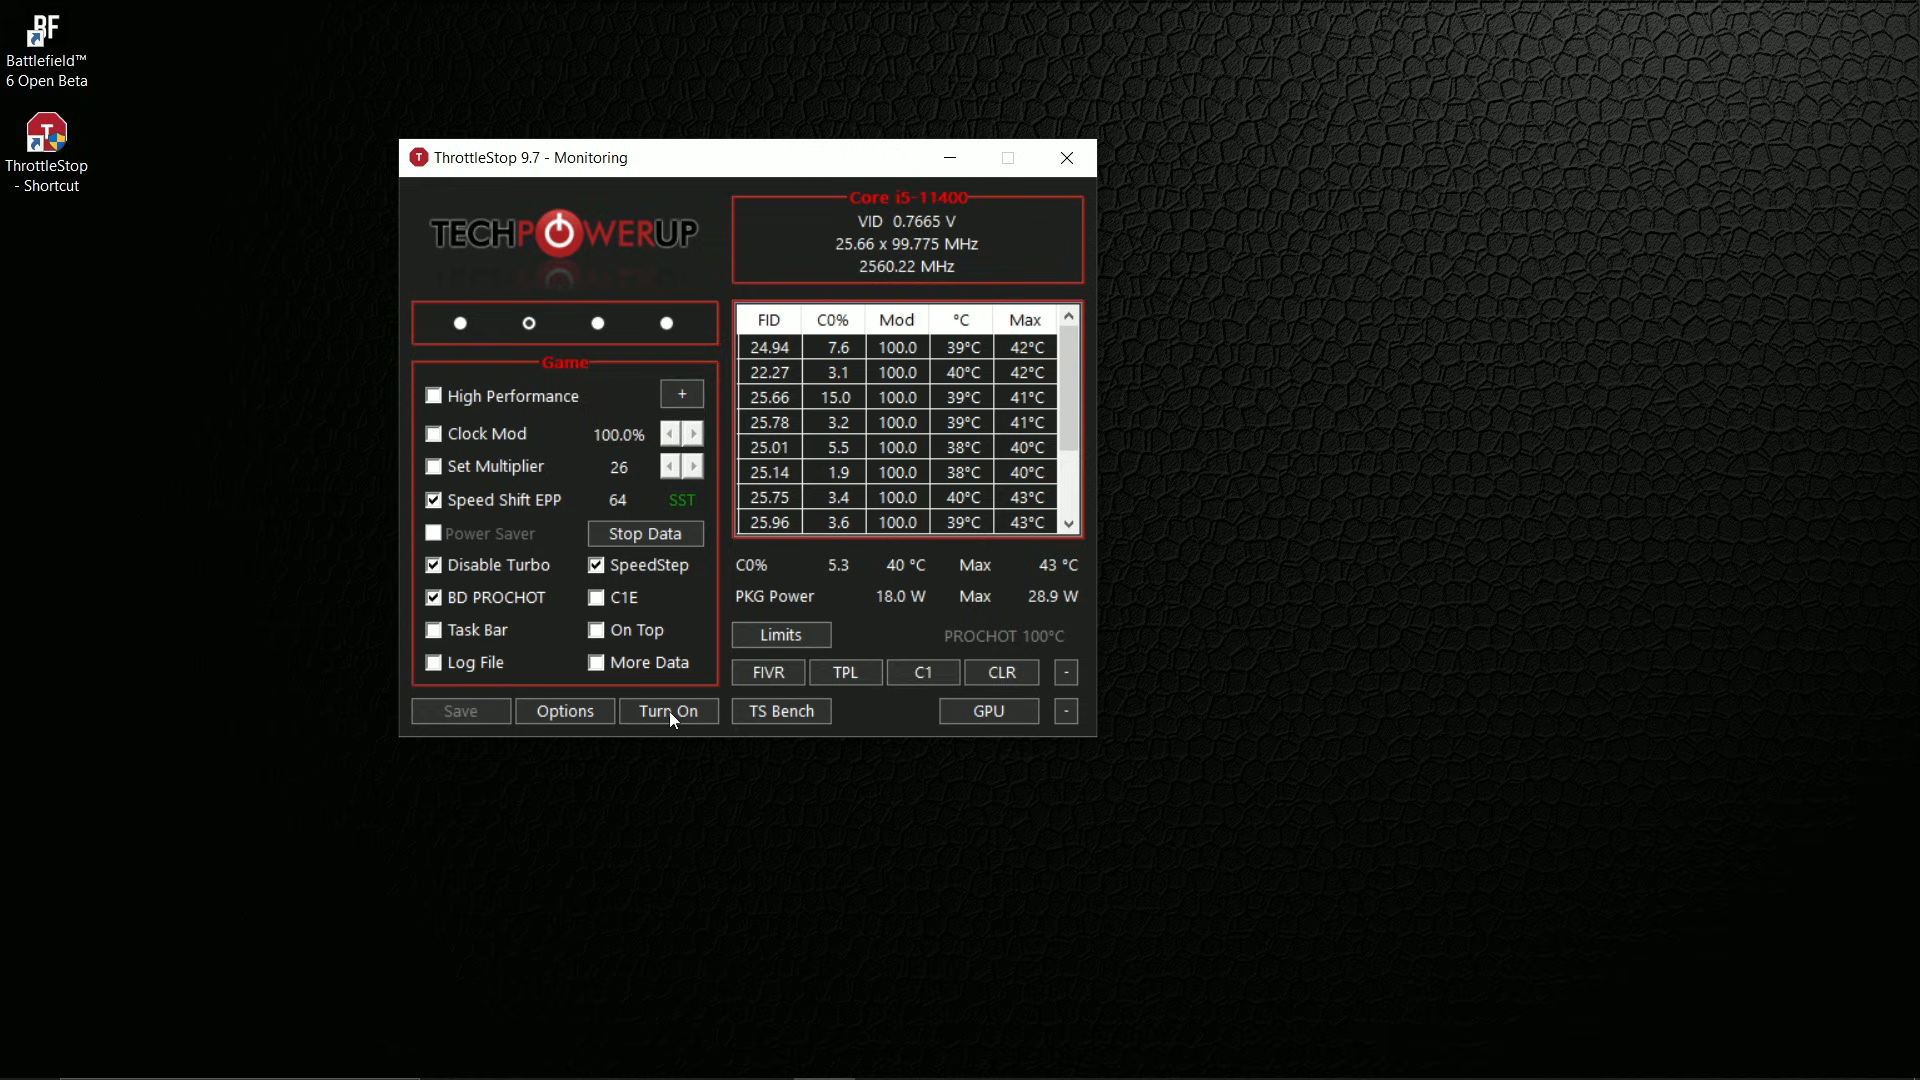 BF
Battlefield™
6 Open Beta
T
ThrottleStop
- Shortcut
T ThrottleStop 9.7 - Monitoring
TECHPOWERUP
Core i5-11400
VID 0.7665 V
25.66 x 99.775 MHz
2560.22 MHz
FID C0% Mod °C Max
24.94 7.6 100.0 39°C 42°C
22.27 3.1 100.0 40°C 42°C
25.66 15.0 100.0 39°C 41°C
25.78 3.2 100.0 39°C 41°C
25.01 5.5 100.0 38°C 40°C
25.14 1.9 100.0 38°C 40°C
25.75 3.4 100.0 40°C 43°C
25.96 3.6 100.0 39°C 43°C
Game
High Performance +
Clock Mod 100.0%
Set Multiplier 26
Speed Shift EPP 64 SST
Power Saver Stop Data
Disable Turbo SpeedStep
BD PROCHOT C1E
Task Bar On Top
Log File More Data
C0% 5.3 40 °C Max 43 °C
PKG Power 18.0 W Max 28.9 W
Limits PROCHOT 100°C
FIVR TPL C1 CLR -
Save Options Turn On TS Bench GPU -